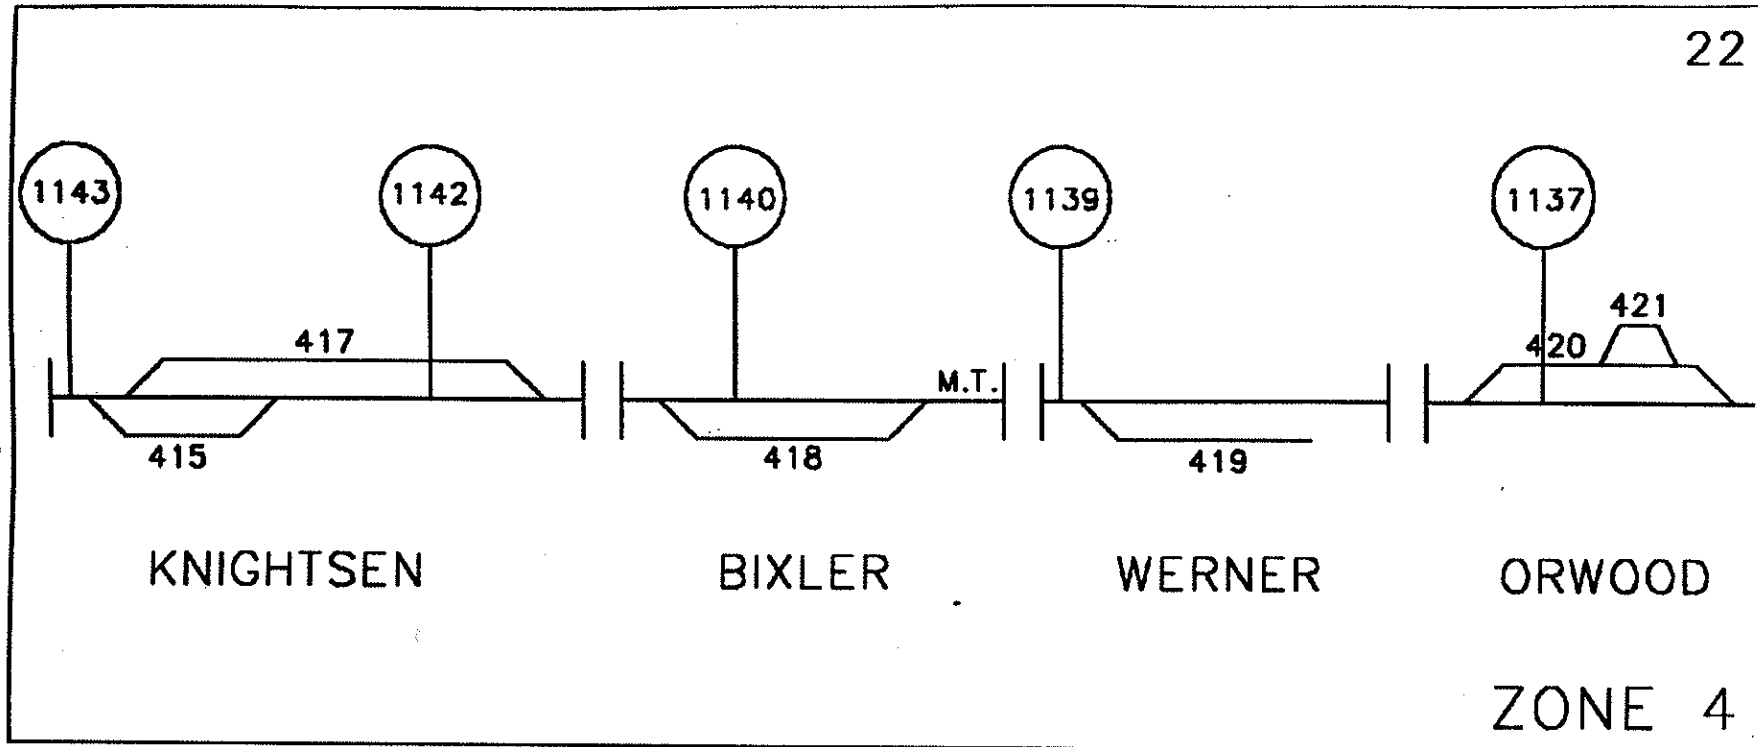 22
1143 1142 1140 1139 1137
421
417 420
M.T.
415 418 419
KNIGHTSEN BIXLER WERNER ORWOOD
ZONE 4